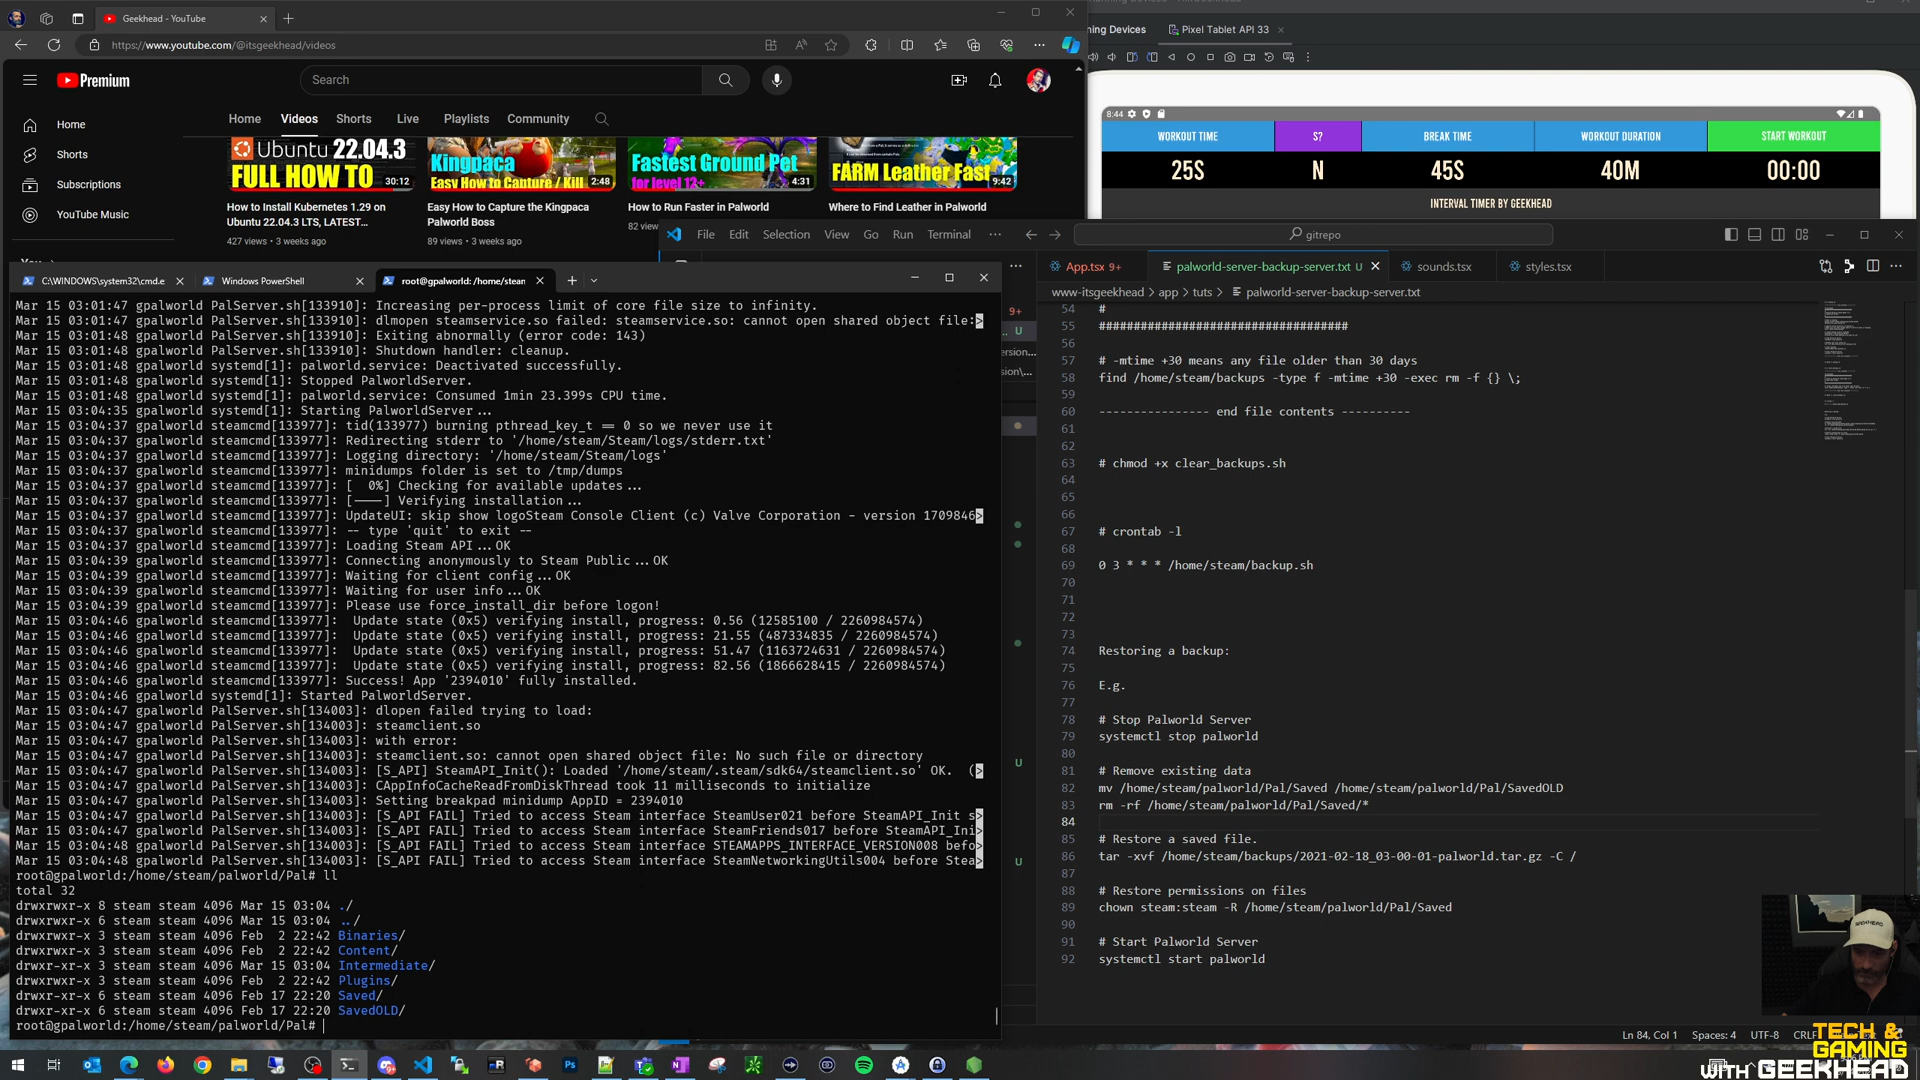 Geekhead - YouTube
https://www.youtube.com/@itsgeekhead/videos
Premium
Search
Home
Videos
Shorts
Live
Playlists
Community
Home
Shorts
Subscriptions
YouTube Music
Ubuntu 22.04.3
FULL HOW TO
30:12
Kingpaca
Easy How to Capture / Kill
2:48
Fastest Ground Pet
for level 12+
4:31
FARM Leather Fast
9:42
How to Install Kubernetes 1.29 on
Ubuntu 22.04.3 LTS, LATEST...
427 views • 3 weeks ago
Easy How to Capture the Kingpaca
Palworld Boss
89 views • 3 weeks ago
How to Run Faster in Palworld
82 view
Where to Find Leather in Palworld
Devices
Pixel Tablet API 33
8:44
WORKOUT TIME
S?
BREAK TIME
WORKOUT DURATION
START WORKOUT
25S
N
45S
40M
00:00
INTERVAL TIMER BY GEEKHEAD
File
Edit
Selection
View
Go
Run
Terminal
gitrepo
App.tsx 9+
palworld-server-backup-server.txt U
sounds.tsx
styles.tsx
www-itsgeekhead > app > tuts > palworld-server-backup-server.txt
C:\WINDOWS\system32\cmd.e
Windows PowerShell
root@gpalworld: /home/steam
Mar 15 03:01:47 gpalworld PalServer.sh[133910]: Increasing per-process limit of core file size to infinity.
Mar 15 03:01:47 gpalworld PalServer.sh[133910]: dlmopen steamservice.so failed: steamservice.so: cannot open shared object file:>
Mar 15 03:01:48 gpalworld PalServer.sh[133910]: Exiting abnormally (error code: 143)
Mar 15 03:01:48 gpalworld PalServer.sh[133910]: Shutdown handler: cleanup.
Mar 15 03:01:48 gpalworld systemd[1]: palworld.service: Deactivated successfully.
Mar 15 03:01:48 gpalworld systemd[1]: Stopped PalworldServer.
Mar 15 03:01:48 gpalworld systemd[1]: palworld.service: Consumed 1min 23.399s CPU time.
Mar 15 03:04:35 gpalworld systemd[1]: Starting PalworldServer...
Mar 15 03:04:37 gpalworld steamcmd[133977]: tid(133977) burning pthread_key_t == 0 so we never use it
Mar 15 03:04:37 gpalworld steamcmd[133977]: Redirecting stderr to '/home/steam/Steam/logs/stderr.txt'
Mar 15 03:04:37 gpalworld steamcmd[133977]: Logging directory: '/home/steam/Steam/logs'
Mar 15 03:04:37 gpalworld steamcmd[133977]: minidumps folder is set to /tmp/dumps
Mar 15 03:04:37 gpalworld steamcmd[133977]: [  0%] Checking for available updates...
Mar 15 03:04:37 gpalworld steamcmd[133977]: [----] Verifying installation...
Mar 15 03:04:37 gpalworld steamcmd[133977]: UpdateUI: skip show logoSteam Console Client (c) Valve Corporation - version 1709846>
Mar 15 03:04:37 gpalworld steamcmd[133977]: -- type 'quit' to exit --
Mar 15 03:04:37 gpalworld steamcmd[133977]: Loading Steam API...OK
Mar 15 03:04:39 gpalworld steamcmd[133977]: Connecting anonymously to Steam Public...OK
Mar 15 03:04:39 gpalworld steamcmd[133977]: Waiting for client config...OK
Mar 15 03:04:39 gpalworld steamcmd[133977]: Waiting for user info...OK
Mar 15 03:04:39 gpalworld steamcmd[133977]: Please use force_install_dir before logon!
Mar 15 03:04:46 gpalworld steamcmd[133977]:  Update state (0x5) verifying install, progress: 0.56 (12585100 / 2260984574)
Mar 15 03:04:46 gpalworld steamcmd[133977]:  Update state (0x5) verifying install, progress: 21.55 (487334835 / 2260984574)
Mar 15 03:04:46 gpalworld steamcmd[133977]:  Update state (0x5) verifying install, progress: 51.47 (1163724631 / 2260984574)
Mar 15 03:04:46 gpalworld steamcmd[133977]:  Update state (0x5) verifying install, progress: 82.56 (1866628415 / 2260984574)
Mar 15 03:04:46 gpalworld steamcmd[133977]: Success! App '2394010' fully installed.
Mar 15 03:04:46 gpalworld systemd[1]: Started PalworldServer.
Mar 15 03:04:47 gpalworld PalServer.sh[134003]: dlopen failed trying to load:
Mar 15 03:04:47 gpalworld PalServer.sh[134003]: steamclient.so
Mar 15 03:04:47 gpalworld PalServer.sh[134003]: with error:
Mar 15 03:04:47 gpalworld PalServer.sh[134003]: steamclient.so: cannot open shared object file: No such file or directory
Mar 15 03:04:47 gpalworld PalServer.sh[134003]: [S_API] SteamAPI_Init(): Loaded '/home/steam/.steam/sdk64/steamclient.so' OK.  (>
Mar 15 03:04:47 gpalworld PalServer.sh[134003]: CAppInfoCacheReadFromDiskThread took 11 milliseconds to initialize
Mar 15 03:04:47 gpalworld PalServer.sh[134003]: Setting breakpad minidump AppID = 2394010
Mar 15 03:04:48 gpalworld PalServer.sh[134003]: [S_API FAIL] Tried to access Steam interface SteamUser021 before SteamAPI_Init s>
Mar 15 03:04:48 gpalworld PalServer.sh[134003]: [S_API FAIL] Tried to access Steam interface SteamFriends017 before SteamAPI_Ini>
Mar 15 03:04:48 gpalworld PalServer.sh[134003]: [S_API FAIL] Tried to access Steam interface STEAMAPPS_INTERFACE_VERSION008 befo>
Mar 15 03:04:48 gpalworld PalServer.sh[134003]: [S_API FAIL] Tried to access Steam interface SteamNetworkingUtils004 before Stea>
root@gpalworld:/home/steam/palworld/Pal# ll
total 32
drwxrwxr-x 8 steam steam 4096 Mar 15 03:04 ./
drwxrwxr-x 6 steam steam 4096 Mar 15 03:04 ../
drwxrwxr-x 3 steam steam 4096 Feb  2 22:42 Binaries/
drwxrwxr-x 3 steam steam 4096 Feb  2 22:42 Content/
drwxr-xr-x 3 steam steam 4096 Mar 15 03:04 Intermediate/
drwxrwxr-x 3 steam steam 4096 Feb  2 22:42 Plugins/
drwxr-xr-x 6 steam steam 4096 Feb 17 22:20 Saved/
drwxr-xr-x 6 steam steam 4096 Feb 17 22:20 SavedOLD/
root@gpalworld:/home/steam/palworld/Pal#
54 #
55 ####################################
56
57 # -mtime +30 means any file older than 30 days
58 find /home/steam/backups -type f -mtime +30 -exec rm -f {} \;
59
60 ---------------- end file contents ----------
61
62
63 # chmod +x clear_backups.sh
64
65
66
67 # crontab -l
68
69 0 3 * * * /home/steam/backup.sh
70
71
72
73
74 Restoring a backup:
75
76 E.g.
77
78 # Stop Palworld Server
79 systemctl stop palworld
80
81 # Remove existing data
82 mv /home/steam/palworld/Pal/Saved /home/steam/palworld/Pal/SavedOLD
83 rm -rf /home/steam/palworld/Pal/Saved/*
84
85 # Restore a saved file.
86 tar -xvf /home/steam/backups/2021-02-18_03-00-01-palworld.tar.gz -C /
87
88 # Restore permissions on files
89 chown steam:steam -R /home/steam/palworld/Pal/Saved
90
91 # Start Palworld Server
92 systemctl start palworld
Ln 84, Col 1
Spaces: 4
UTF-8
CRL
TECH &
GAMING
WITH GEEKHEAD